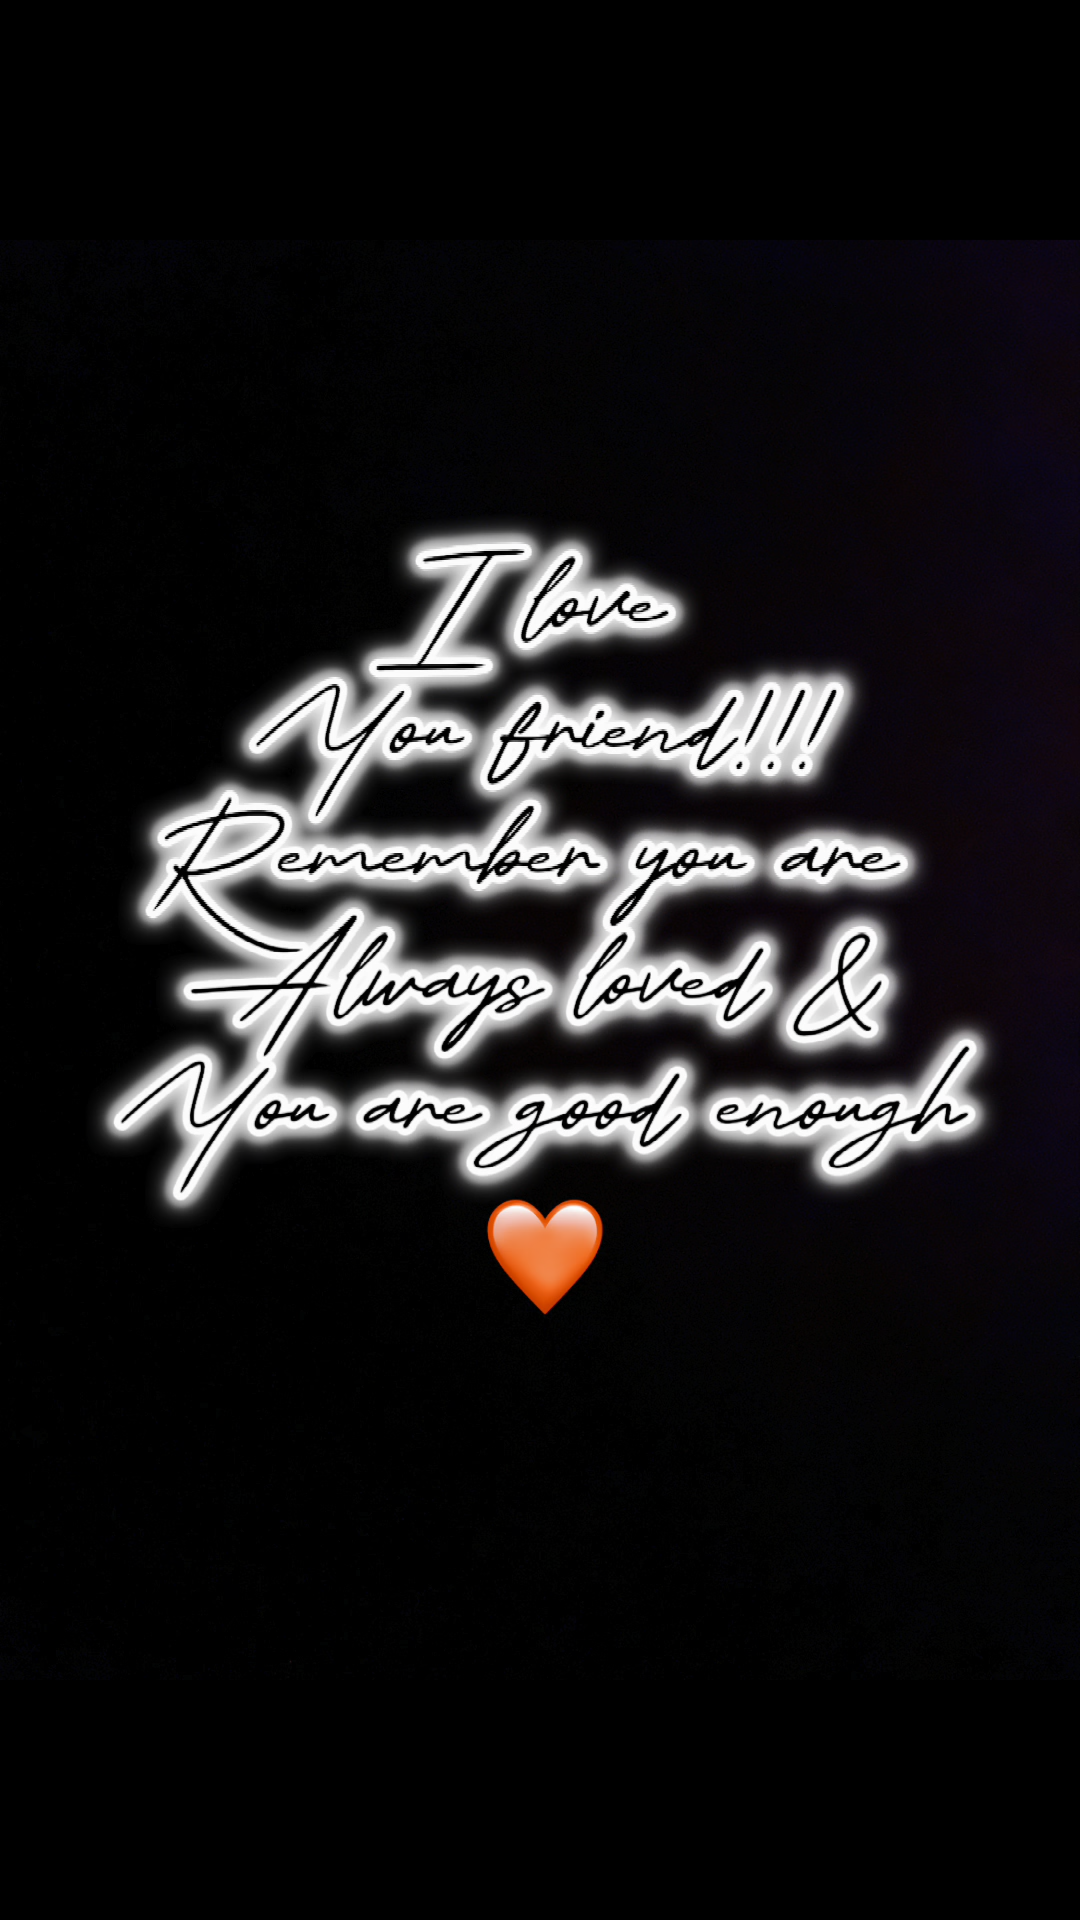 I love
You friend!!!
Remember you are
Always loved &
You are good enough
🧡